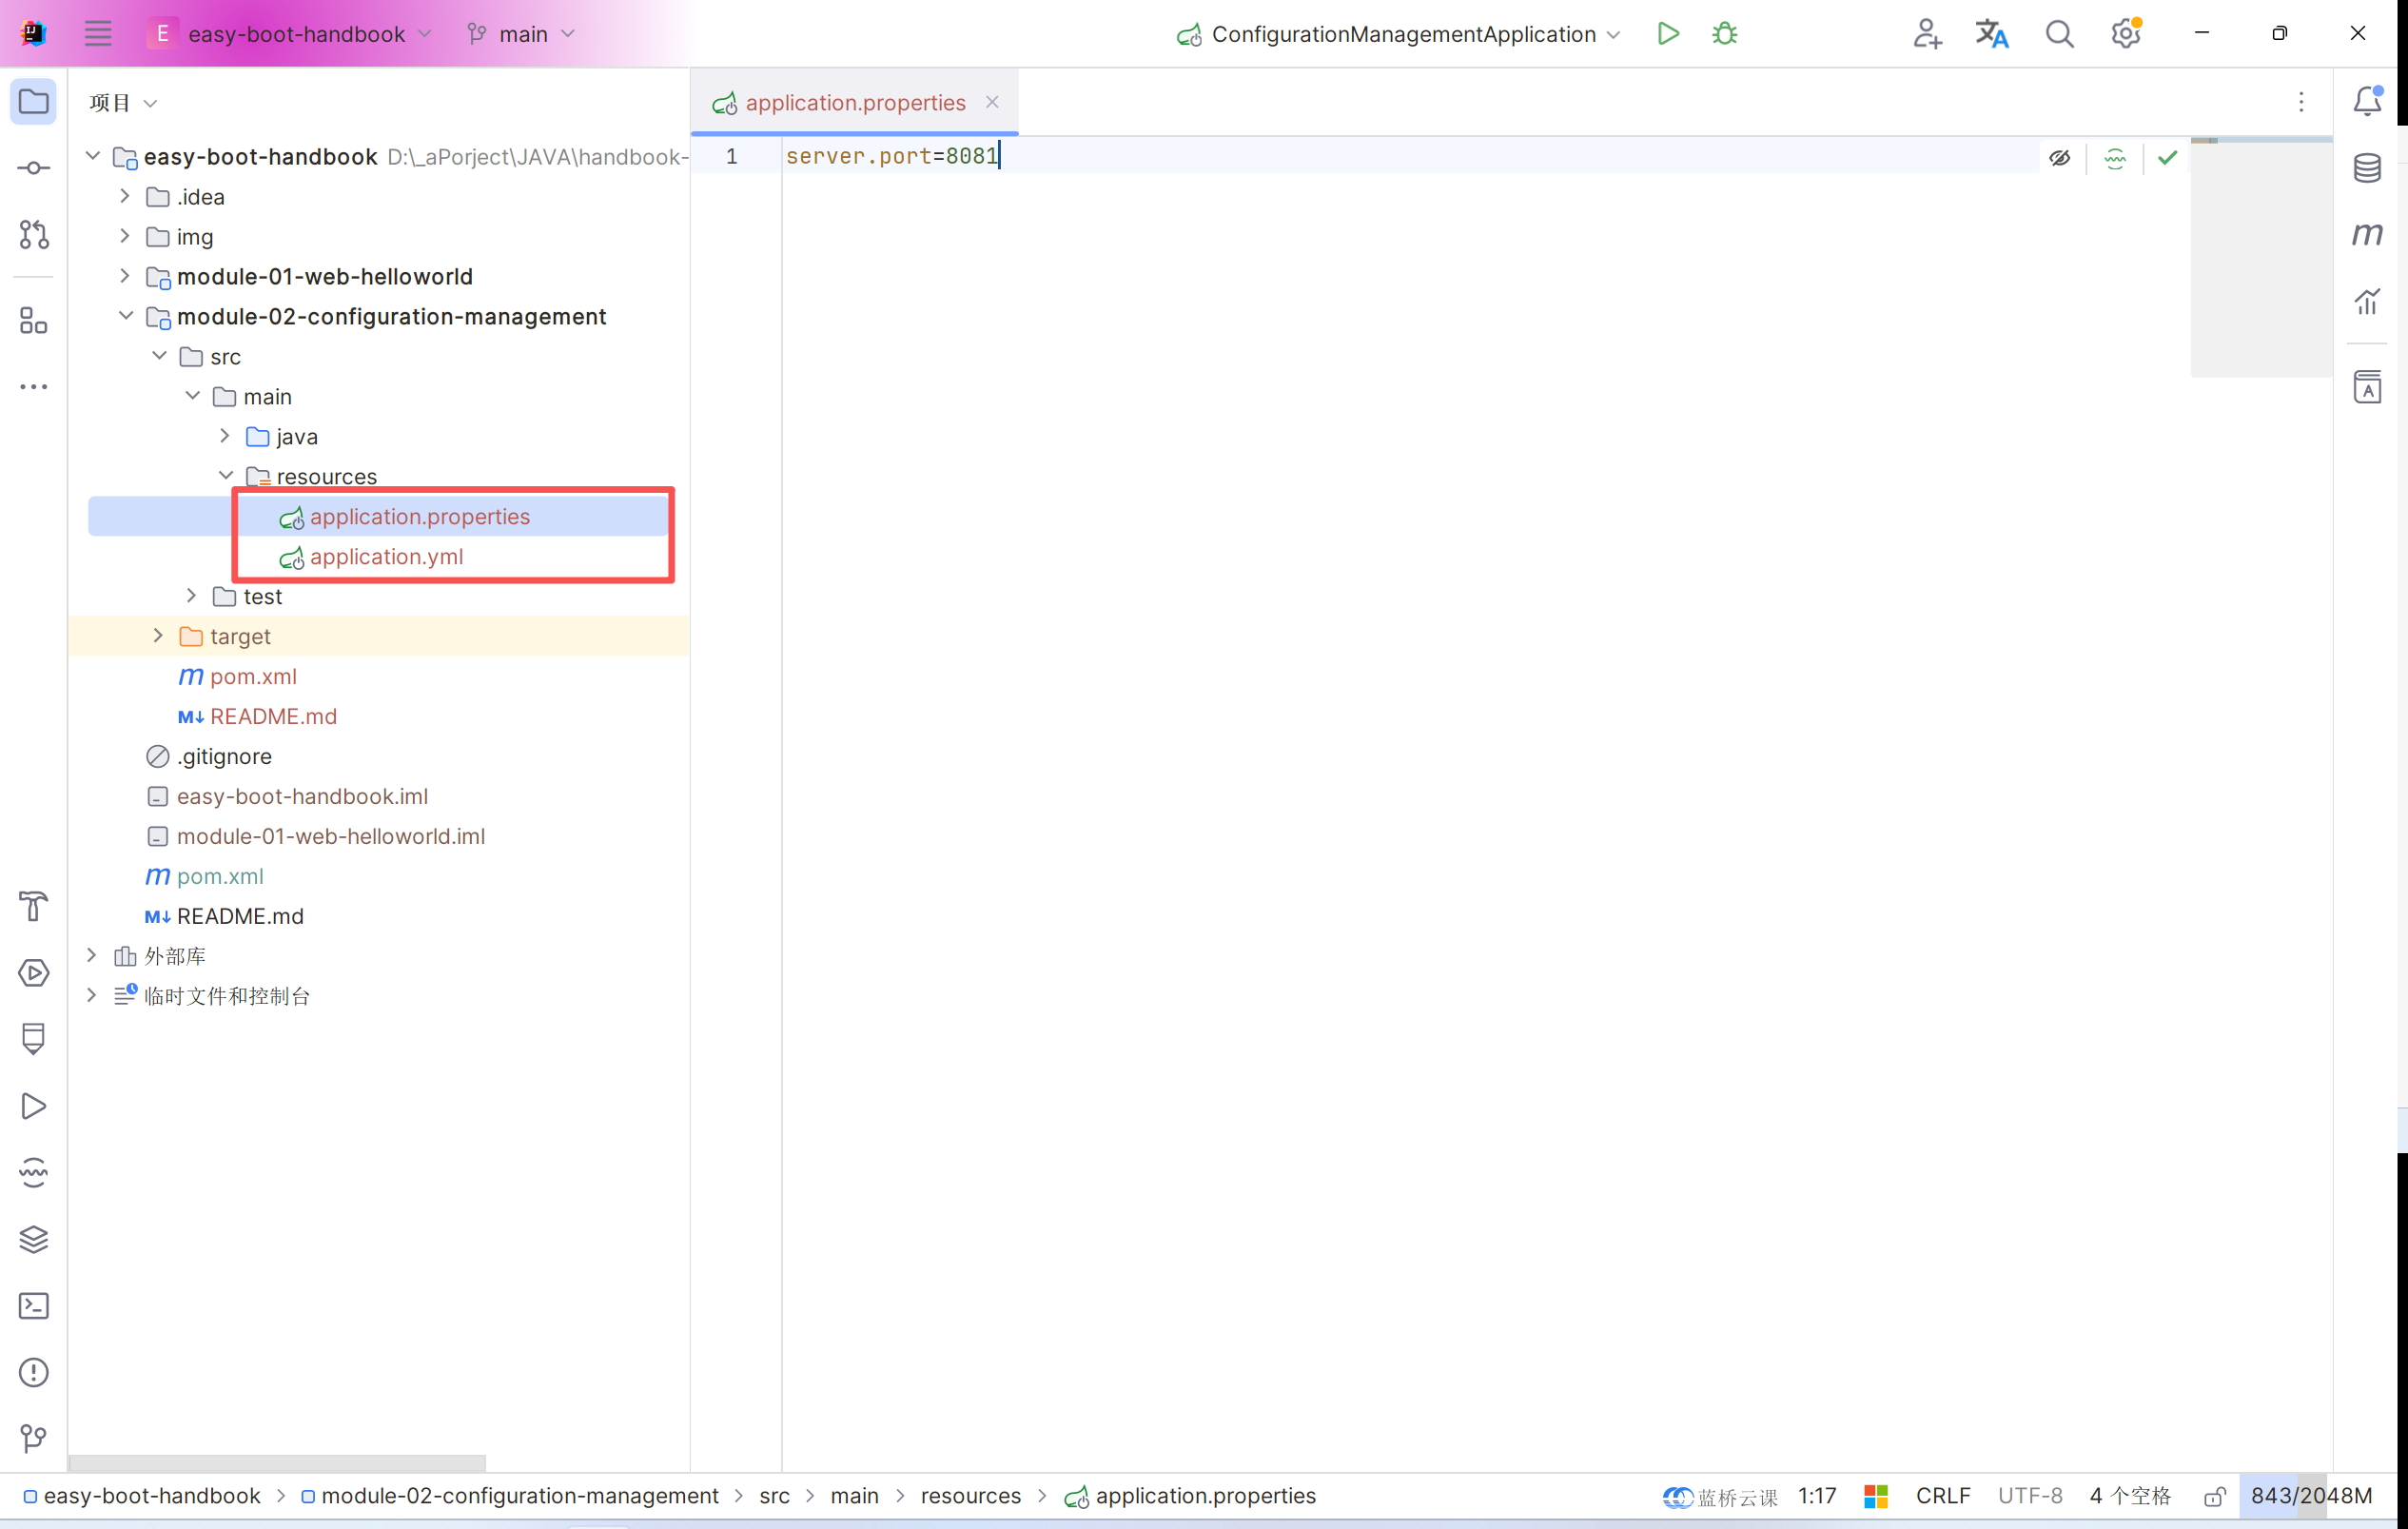 E easy-boot-handbook main ConfigurationManagementApplication
项目
application.properties
easy-boot-handbook D:\_aPorject\JAVA\handbook-
.idea
img
module-01-web-helloworld
module-02-configuration-management
src
main
java
resources
application.properties
application.yml
test
target
pom.xml
README.md
.gitignore
easy-boot-handbook.iml
module-01-web-helloworld.iml
pom.xml
README.md
外部库
临时文件和控制台
1 server.port=8081
easy-boot-handbook module-02-configuration-management src main resources application.properties 蓝桥云课 1:17 CRLF UTF-8 4 个空格 843/2048M